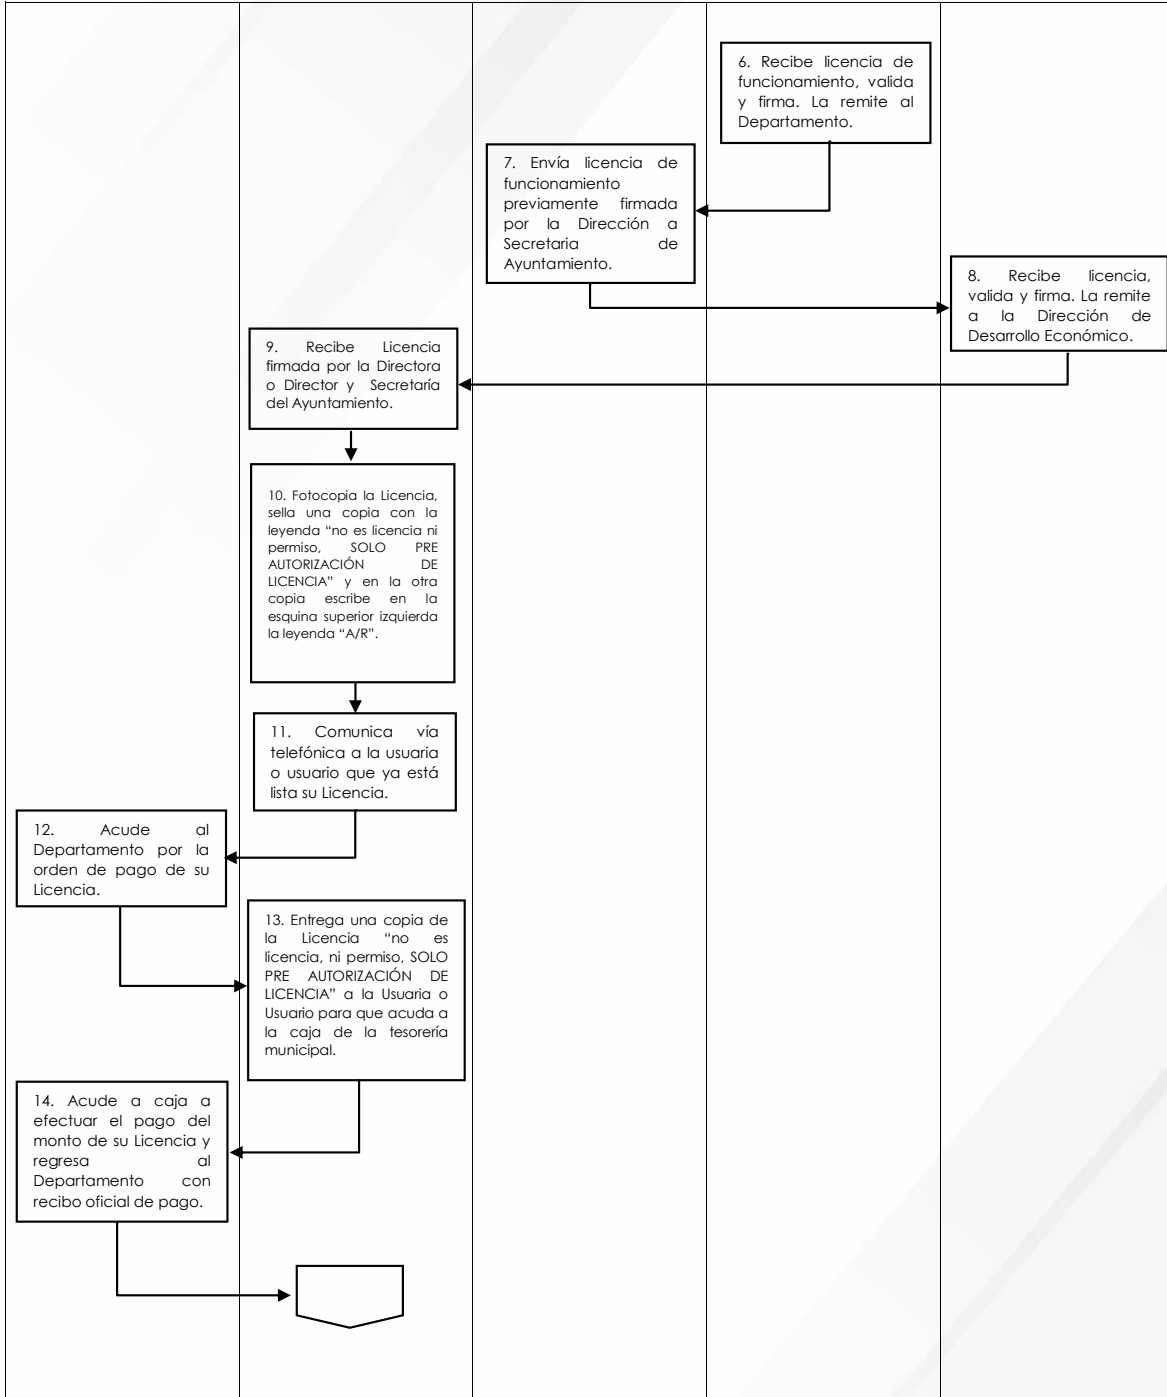 6. Recibe licencia de
funcionamiento, valida
y firma. La remite al
Departamento.
7. Envía licencia de
funcionamiento
previamente firmada
por la Dirección a
Secretaria de
Ayuntamiento.
8. Recibe licencia,
valida y firma. La remite
a la Dirección de
Desarrollo Económico.
9. Recibe Licencia
firmada por la Directora
o Director y Secretaría
del Ayuntamiento.
10. Fotocopia la Licencia,
sella una copia con la
leyenda “no es licencia ni
permiso, SOLO PRE
AUTORIZACIÓN DE
LICENCIA” y en la otra
copia escribe en la
esquina superior izquierda
la leyenda “A/R”.
11. Comunica vía
telefónica a la usuaria
o usuario que ya está
lista su Licencia.
12. Acude al
Departamento por la
orden de pago de su
Licencia.
13. Entrega una copia de
la Licencia “no es
licencia, ni permiso, SOLO
PRE AUTORIZACIÓN DE
LICENCIA” a la Usuaria o
Usuario para que acuda a
la caja de la tesorería
municipal.
14. Acude a caja a
efectuar el pago del
monto de su Licencia y
regresa al
Departamento con
recibo oficial de pago.